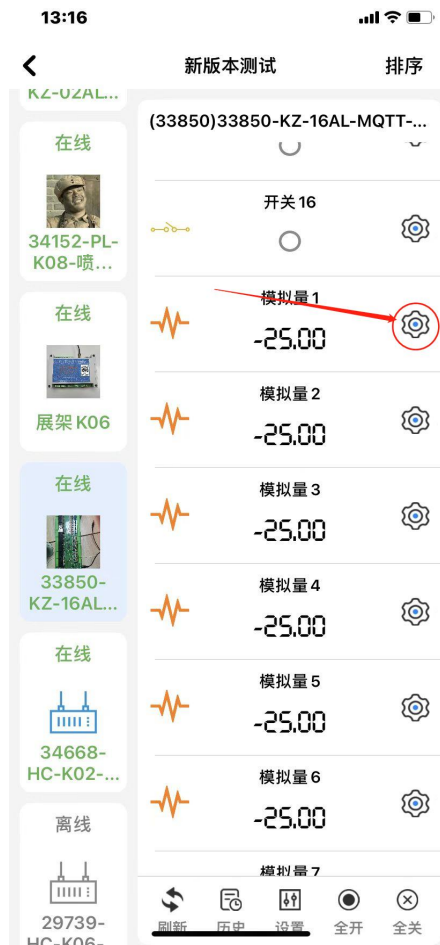 13:16
新版本测试
排序
KZ-02AL...
在线
34152-PL-
K08-喷...
在线
展架K06
在线
33850-
KZ-16AL...
在线
34668-
HC-K02-...
离线
29739-
HC-K06-
(33850)33850-KZ-16AL-MQTT-...
开关16
模拟量1
-25.00
模拟量2
-25.00
模拟量3
-25.00
模拟量4
-25.00
模拟量5
-25.00
模拟量6
-25.00
模拟量7
刷新
历史
设置
全开
全关